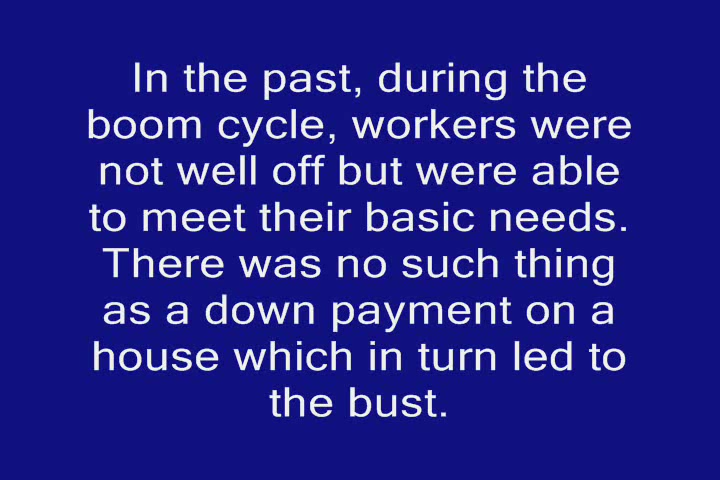 In the past, during the
boom cycle, workers were
not well off but were able
to meet their basic needs.
There was no such thing
as a down payment on a
house which in turn led to
the bust.